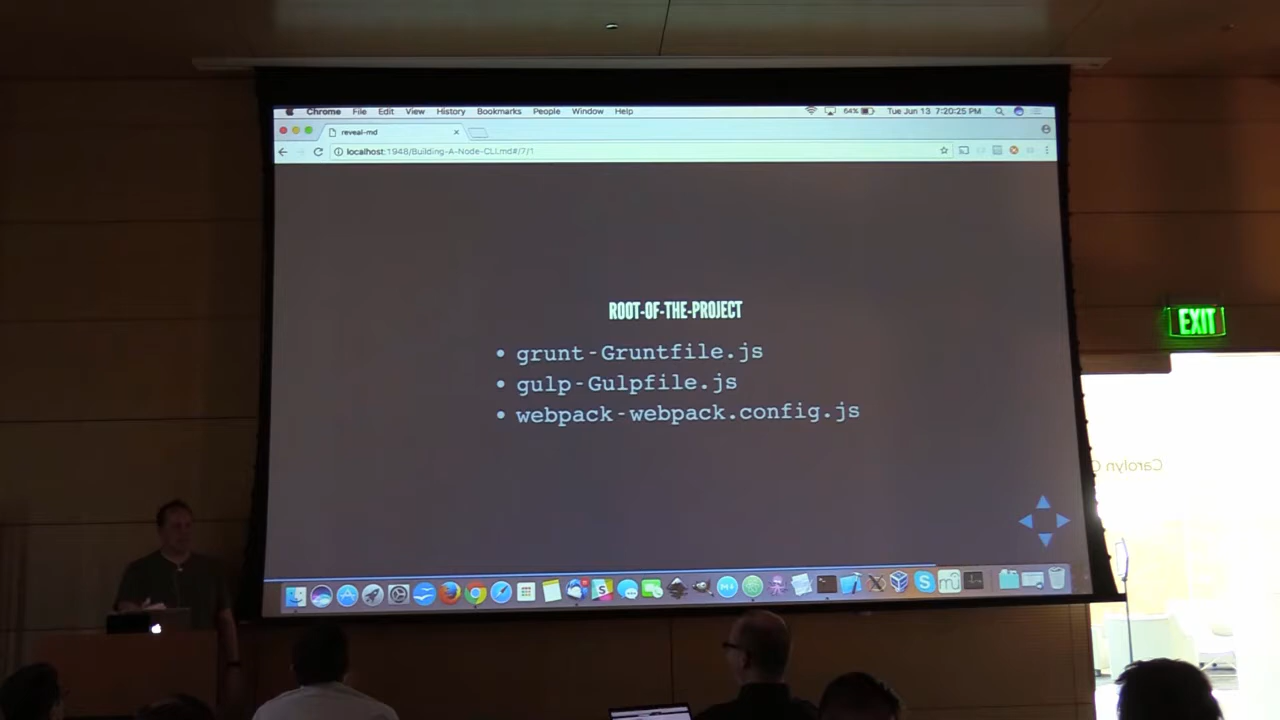 Chrome File Edit View History Bookmarks People Window Help 64% Tue Jun 13 7:20:25 PM
reveal-md
localhost:1948/Building-A-Node-CLI.md#/7/1
ROOT-OF-THE-PROJECT
• grunt-Gruntfile.js
• gulp-Gulpfile.js
• webpack-webpack.config.js
EXIT
Carolyn